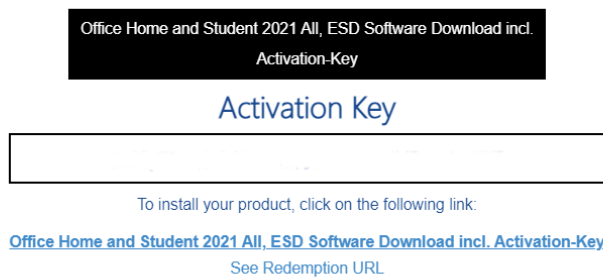 Office Home and Student 2021 All, ESD Software Download incl.
Activation-Key
Activation Key
To install your product, click on the following link:
Office Home and Student 2021 All, ESD Software Download incl. Activation-Key
See Redemption URL